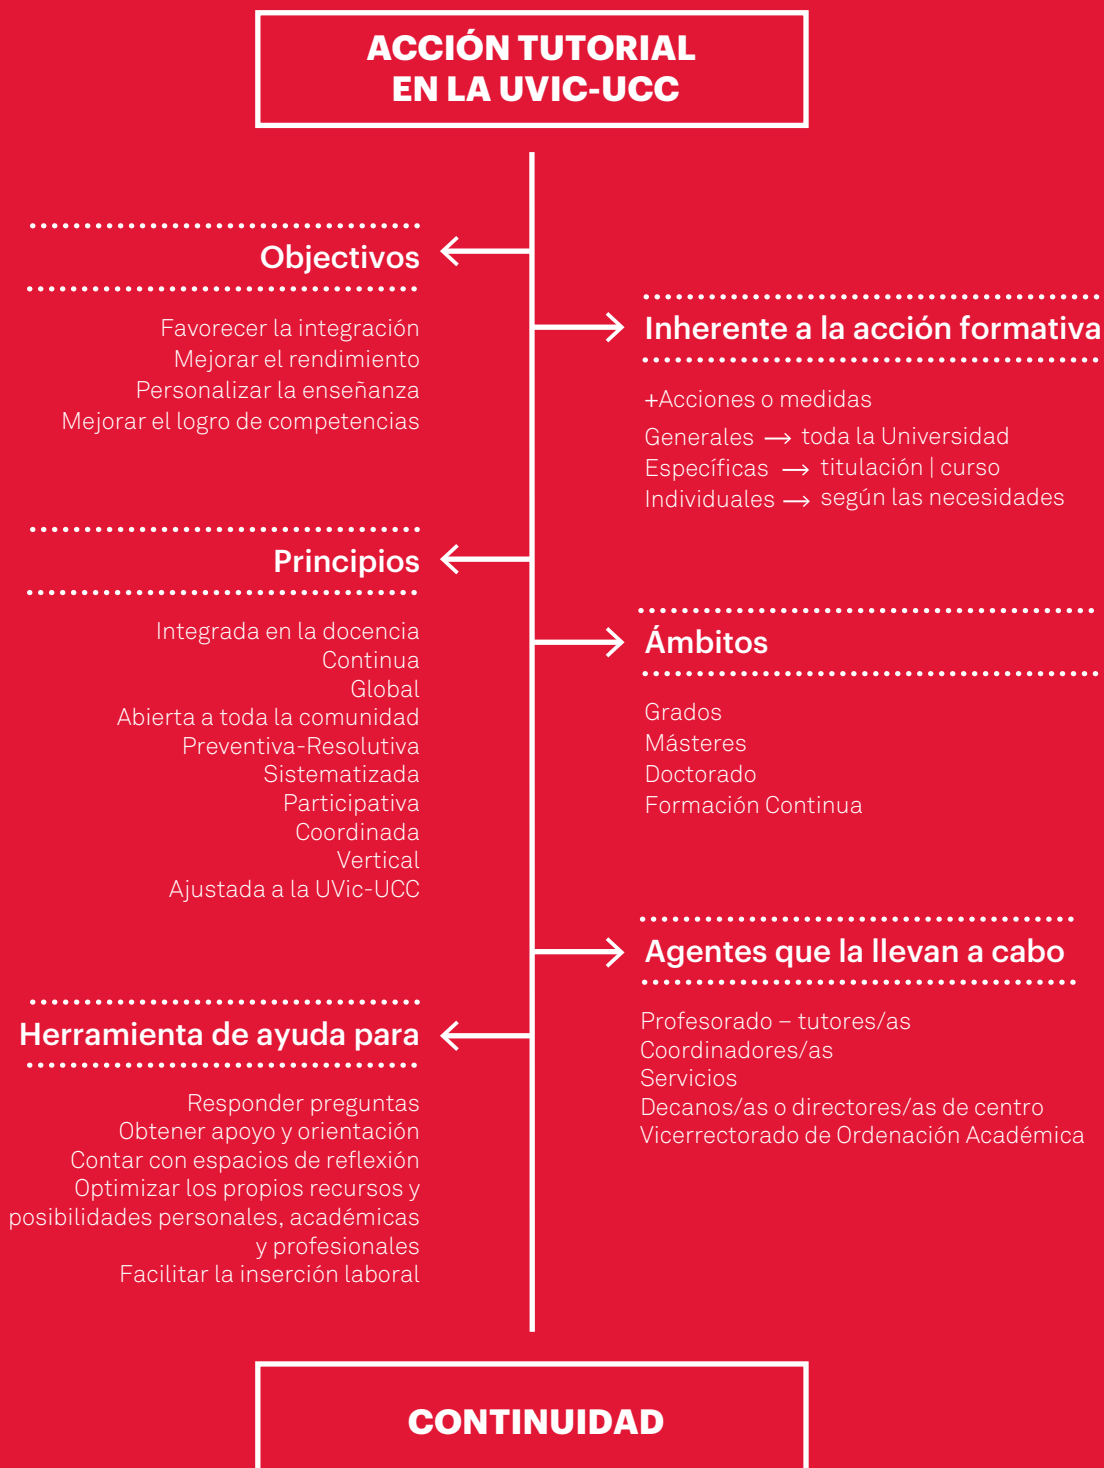 ACCIÓN TUTORIAL
EN LA UVIC-UCC
Objectivos
Favorecer la integración
Mejorar el rendimiento
Personalizar la enseñanza
Mejorar el logro de competencias
Inherente a la acción formativa
+Acciones o medidas
Generales → toda la Universidad
Específicas → titulación | curso
Individuales → según las necesidades
Principios
Integrada en la docencia
Continua
Global
Abierta a toda la comunidad
Preventiva-Resolutiva
Sistematizada
Participativa
Coordinada
Vertical
Ajustada a la UVic-UCC
Ámbitos
Grados
Másteres
Doctorado
Formación Continua
Agentes que la llevan a cabo
Profesorado – tutores/as
Coordinadores/as
Servicios
Decanos/as o directores/as de centro
Vicerrectorado de Ordenación Académica
Herramienta de ayuda para
Responder preguntas
Obtener apoyo y orientación
Contar con espacios de reflexión
Optimizar los propios recursos y
posibilidades personales, académicas
y profesionales
Facilitar la inserción laboral
CONTINUIDAD